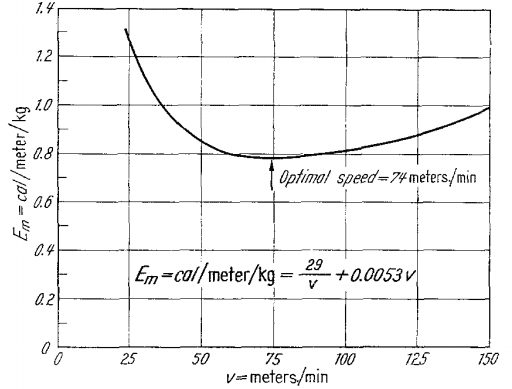 1.4
1.2
1.0
0.8
0.6
0.4
0.2
0
Em=cal/meter/kg
Optimal speed=74 meters/min
Em=cal/meter/kg = 29/v +0.0053v
0 25 50 75 100 125 150
v=meters/min